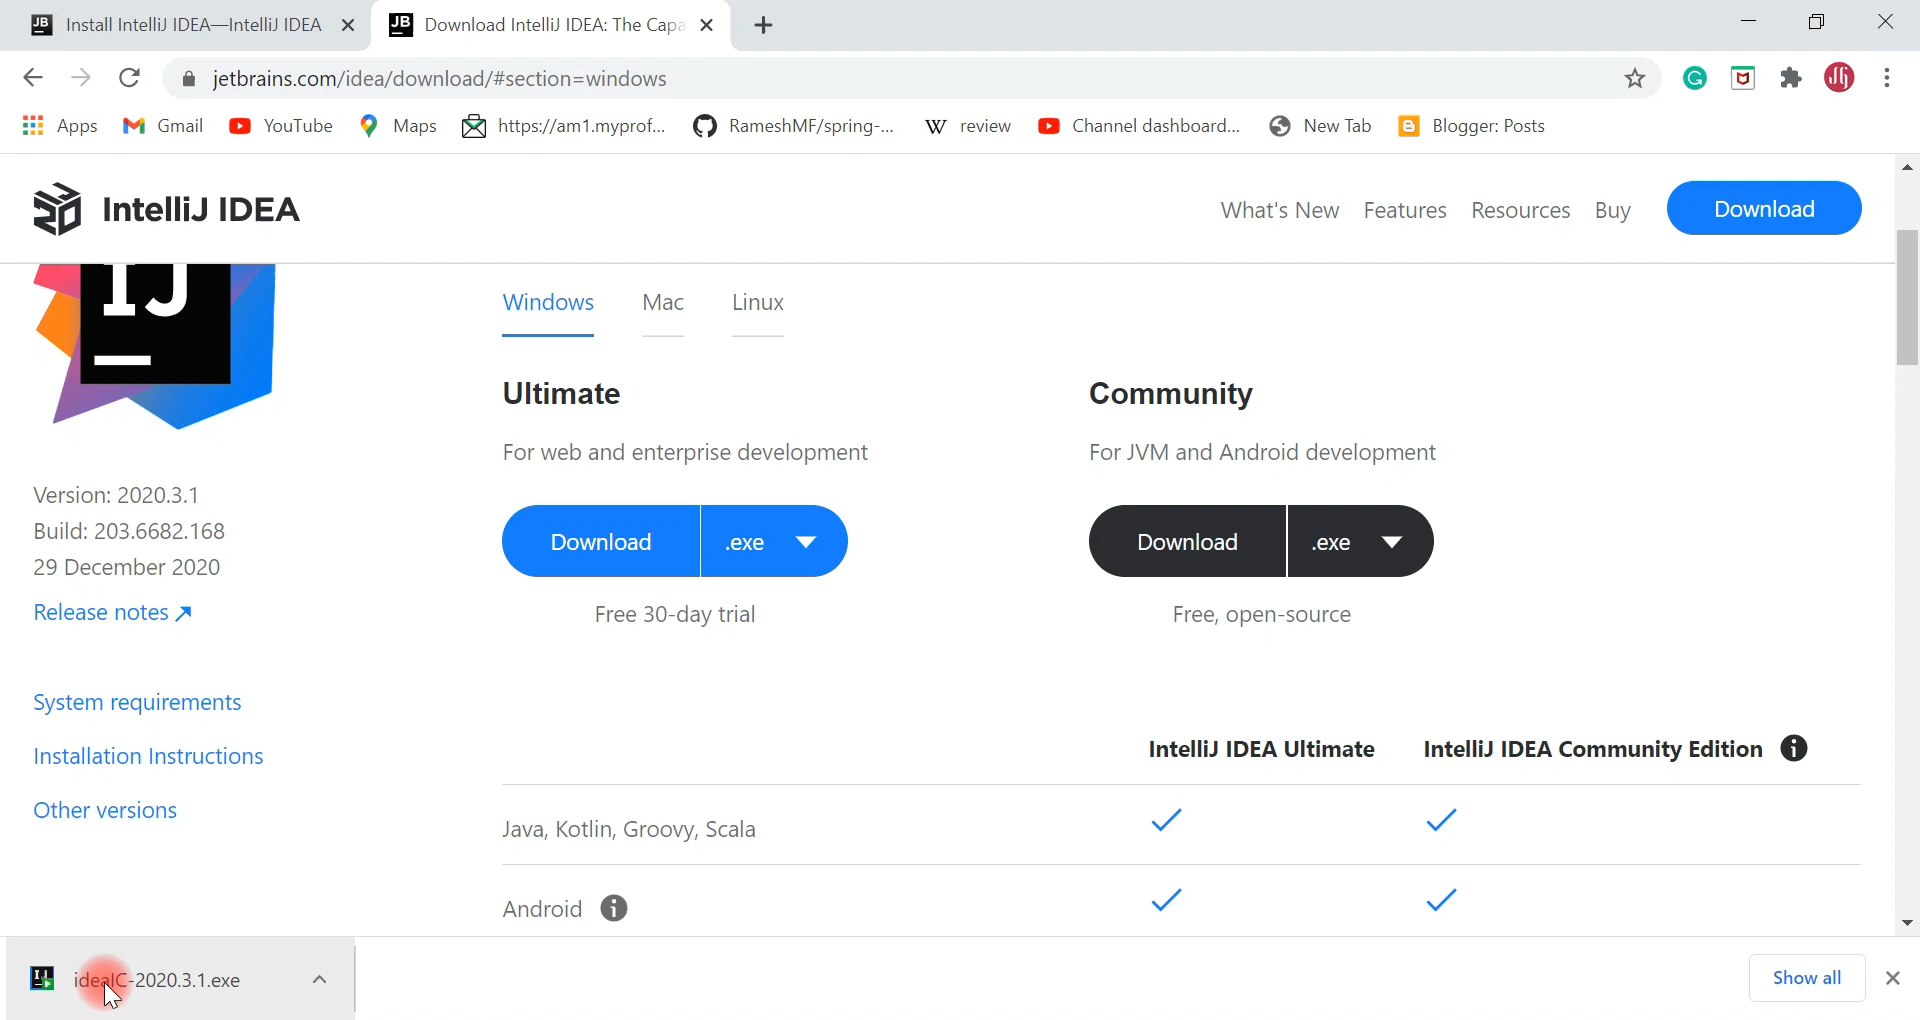 JB Install IntelliJ IDEA—IntelliJ IDEA
JB Download IntelliJ IDEA: The Capa
jetbrains.com/idea/download/#section=windows
Apps Gmail YouTube Maps https://am1.myprof... RameshMF/spring-... W review Channel dashboard... New Tab Blogger: Posts
IntelliJ IDEA
What's New Features Resources Buy Download
IJ
Windows Mac Linux
Ultimate
For web and enterprise development
Download .exe
Free 30-day trial
Community
For JVM and Android development
Download .exe
Free, open-source
Version: 2020.3.1
Build: 203.6682.168
29 December 2020
Release notes ↗
System requirements
Installation Instructions
Other versions
IntelliJ IDEA Ultimate IntelliJ IDEA Community Edition
Java, Kotlin, Groovy, Scala
Android
ideaIC-2020.3.1.exe
Show all